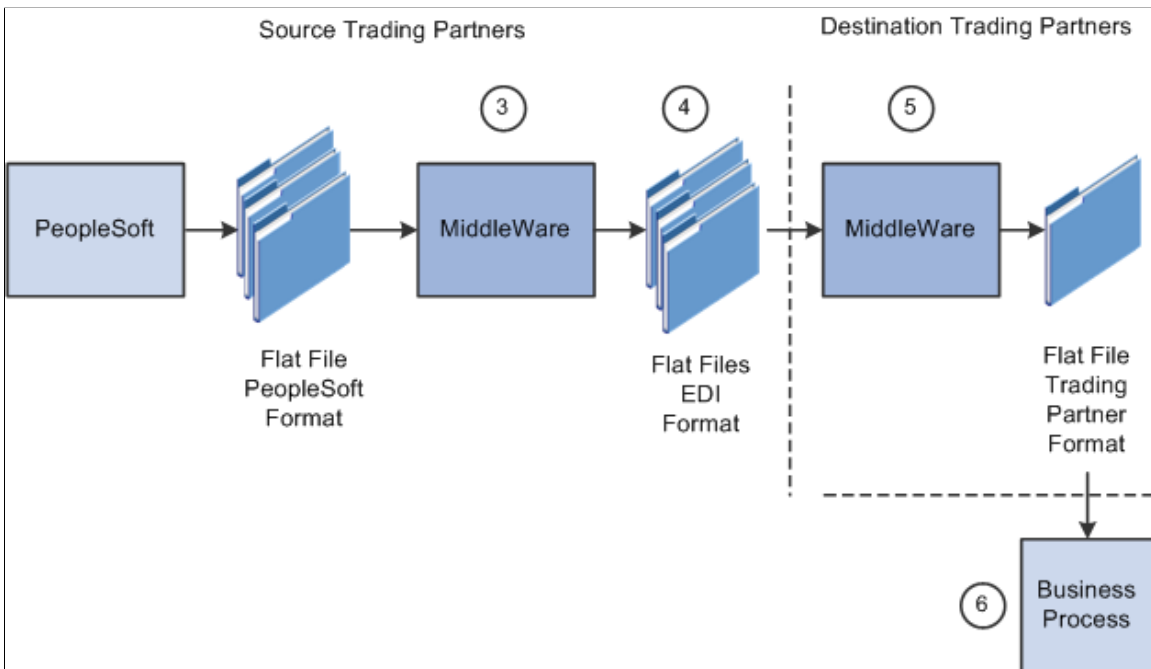 Source Trading Partners
Destination Trading Partners
3
4
5
PeopleSoft
MiddleWare
MiddleWare
Flat File
PeopleSoft
Format
Flat Files
EDI
Format
Flat File
Trading
Partner
Format
6
Business
Process